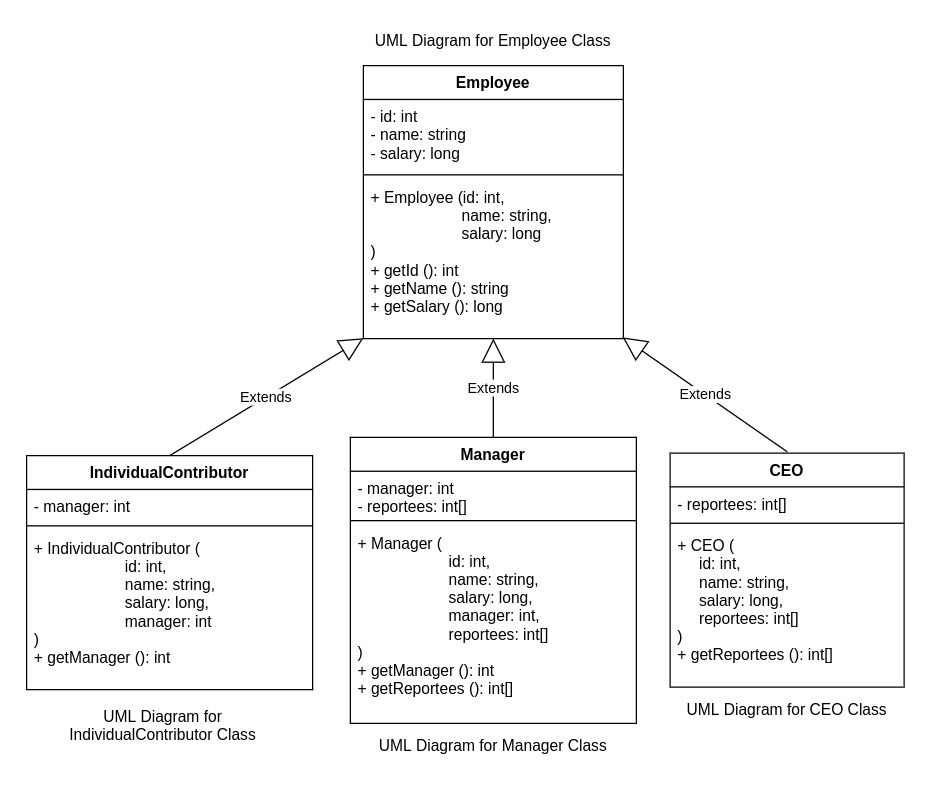 UML Diagram for Employee Class
Employee
- id: int
- name: string
- salary: long
+ Employee (id: int,
name: string,
salary: long
)
+ getId (): int
+ getName (): string
+ getSalary (): long
Extends
Extends
Extends
IndividualContributor
- manager: int
+ IndividualContributor (
id: int,
name: string,
salary: long,
manager: int
)
+ getManager (): int
UML Diagram for
IndividualContributor Class
Manager
- manager: int
- reportees: int[]
+ Manager (
id: int,
name: string,
salary: long,
manager: int,
reportees: int[]
)
+ getManager (): int
+ getReportees (): int[]
UML Diagram for Manager Class
CEO
- reportees: int[]
+ CEO (
id: int,
name: string,
salary: long,
reportees: int[]
)
+ getReportees (): int[]
UML Diagram for CEO Class